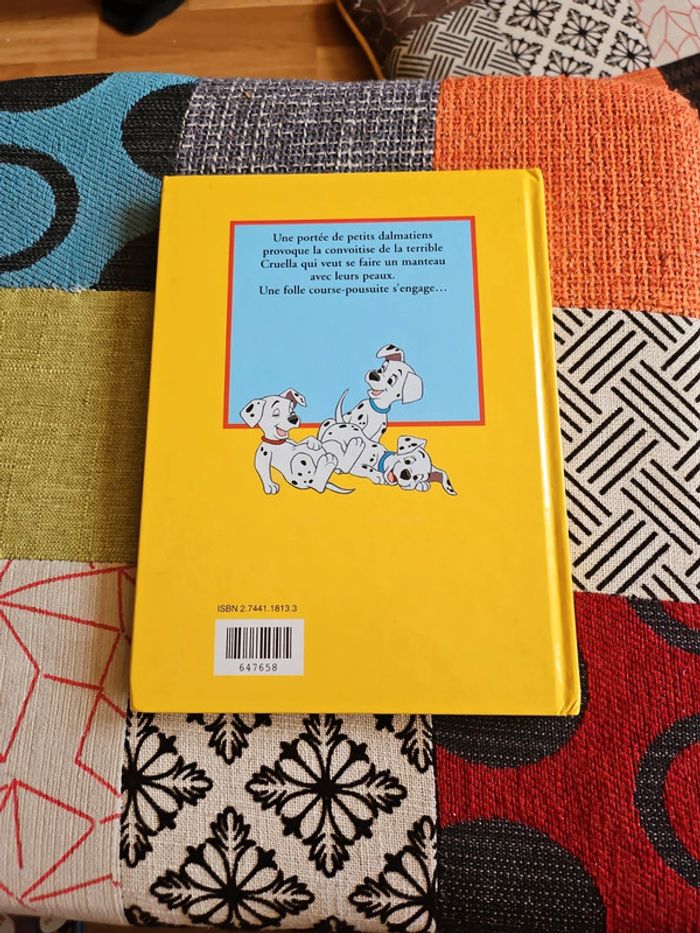 Une portée de petits dalmatiens
provoque la convoitise de la terrible
Cruella qui veut se faire un manteau
avec leurs peaux.
Une folle course-pousuite s'engage…
ISBN 2.7441.1813.3
647658